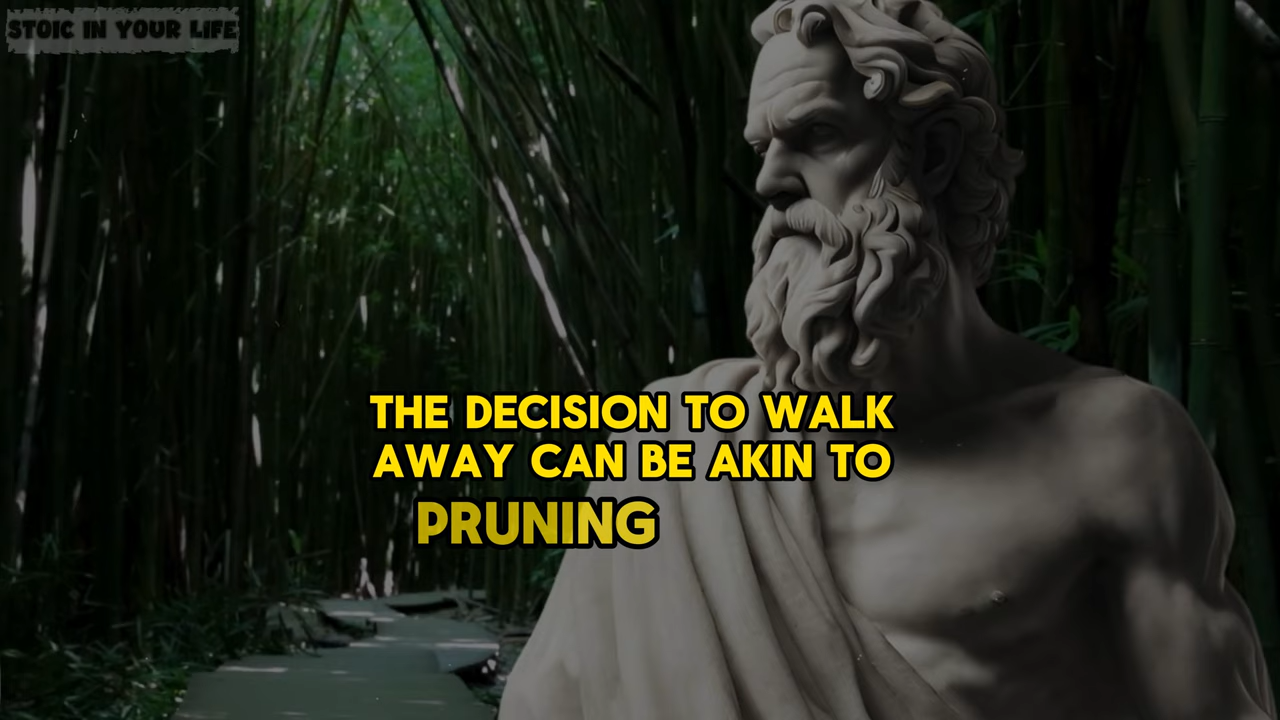 STOIC IN YOUR LIFE
THE DECISION TO WALK
AWAY CAN BE AKIN TO
PRUNING